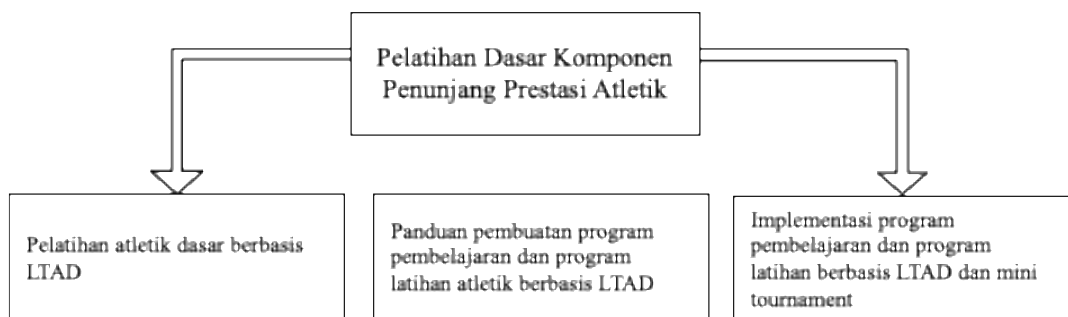 Pelatihan Dasar Komponen
Penunjang Prestasi Atletik
Pelatihan atletik dasar berbasis
LTAD
Panduan pembuatan program
pembelajaran dan program
latihan atletik berbasis LTAD
Implementasi program
pembelajaran dan program
latihan berbasis LTAD dan mini
tournament